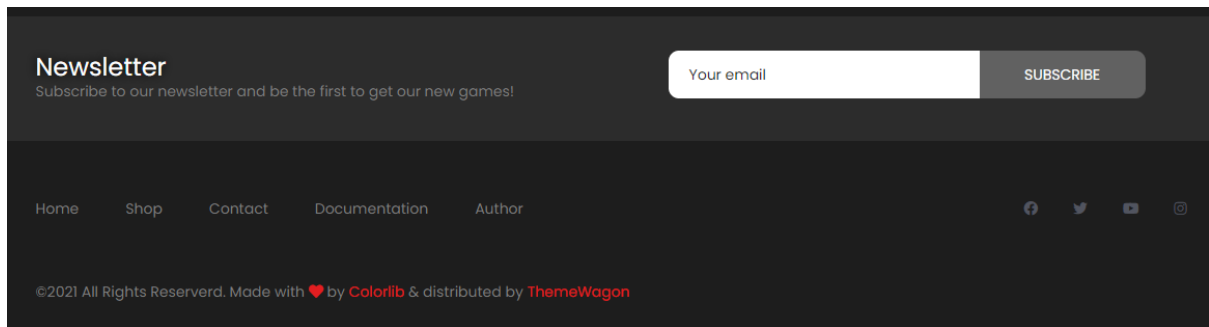 Newsletter
Subscribe to our newsletter and be the first to get our new games!
Your email
SUBSCRIBE
Home Shop Contact Documentation Author
©2021 All Rights Reserverd. Made with ♥ by Colorlib & distributed by ThemeWagon